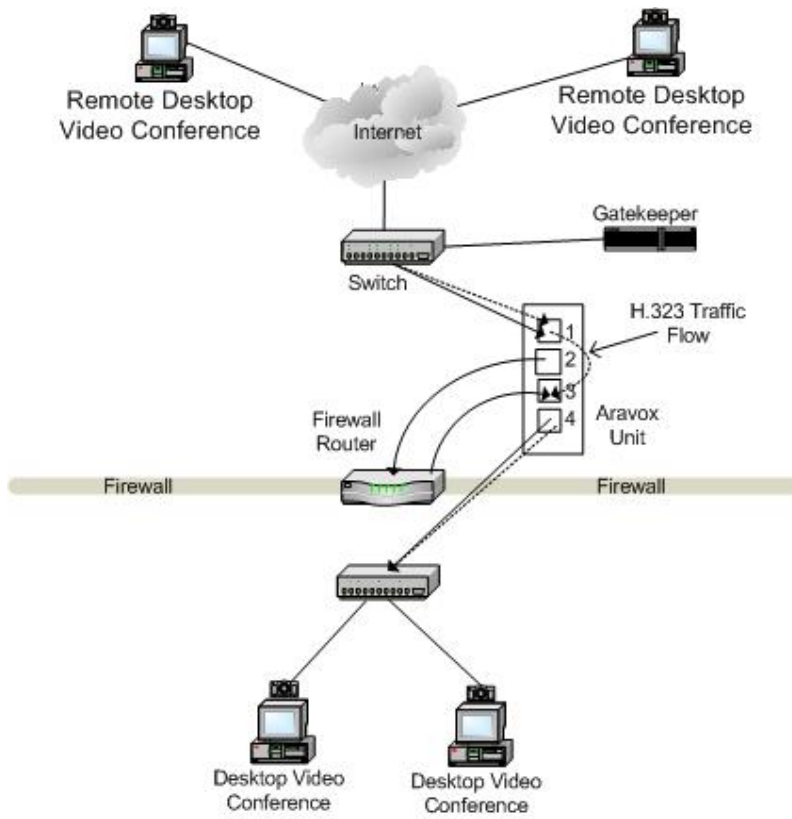 Remote Desktop
Video Conference
Remote Desktop
Video Conference
Internet
Gatekeeper
Switch
H.323 Traffic
Flow
1
2
3
4
Aravox
Unit
Firewall
Router
Firewall
Firewall
Desktop Video
Conference
Desktop Video
Conference